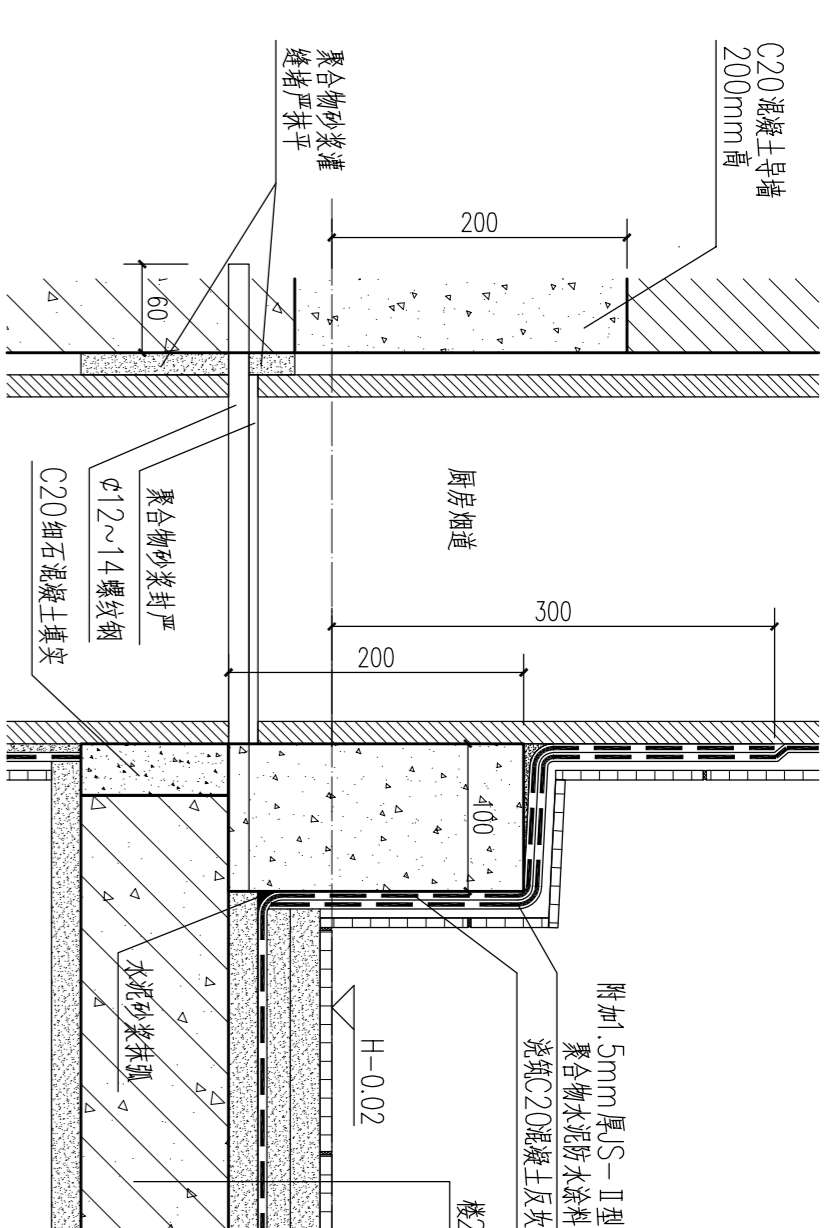 C20混凝土导墙
200mm高
聚合物砂浆灌
缝堵严抹平
200
60
厨房烟道
300
200
聚合物砂浆封严
¢12~14螺纹钢
C20细石混凝土填实
100
水泥砂浆抹弧
H-0.02
附加1.5mm厚JS-Ⅱ型
聚合物水泥防水涂料
浇筑C20混凝土反坎
楼